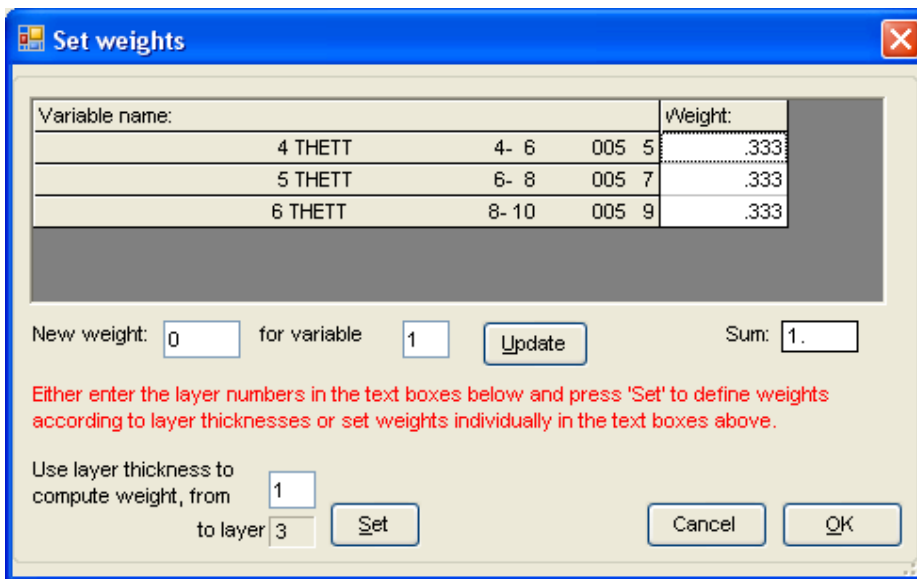 Set weights
Variable name: Weight:
4 THETT 4- 6 005 5 .333
5 THETT 6- 8 005 7 .333
6 THETT 8- 10 005 9 .333
New weight: 0 for variable 1 Update Sum: 1.
Either enter the layer numbers in the text boxes below and press 'Set' to define weights
according to layer thicknesses or set weights individually in the text boxes above.
Use layer thickness to
compute weight, from 1
to layer 3 Set Cancel OK